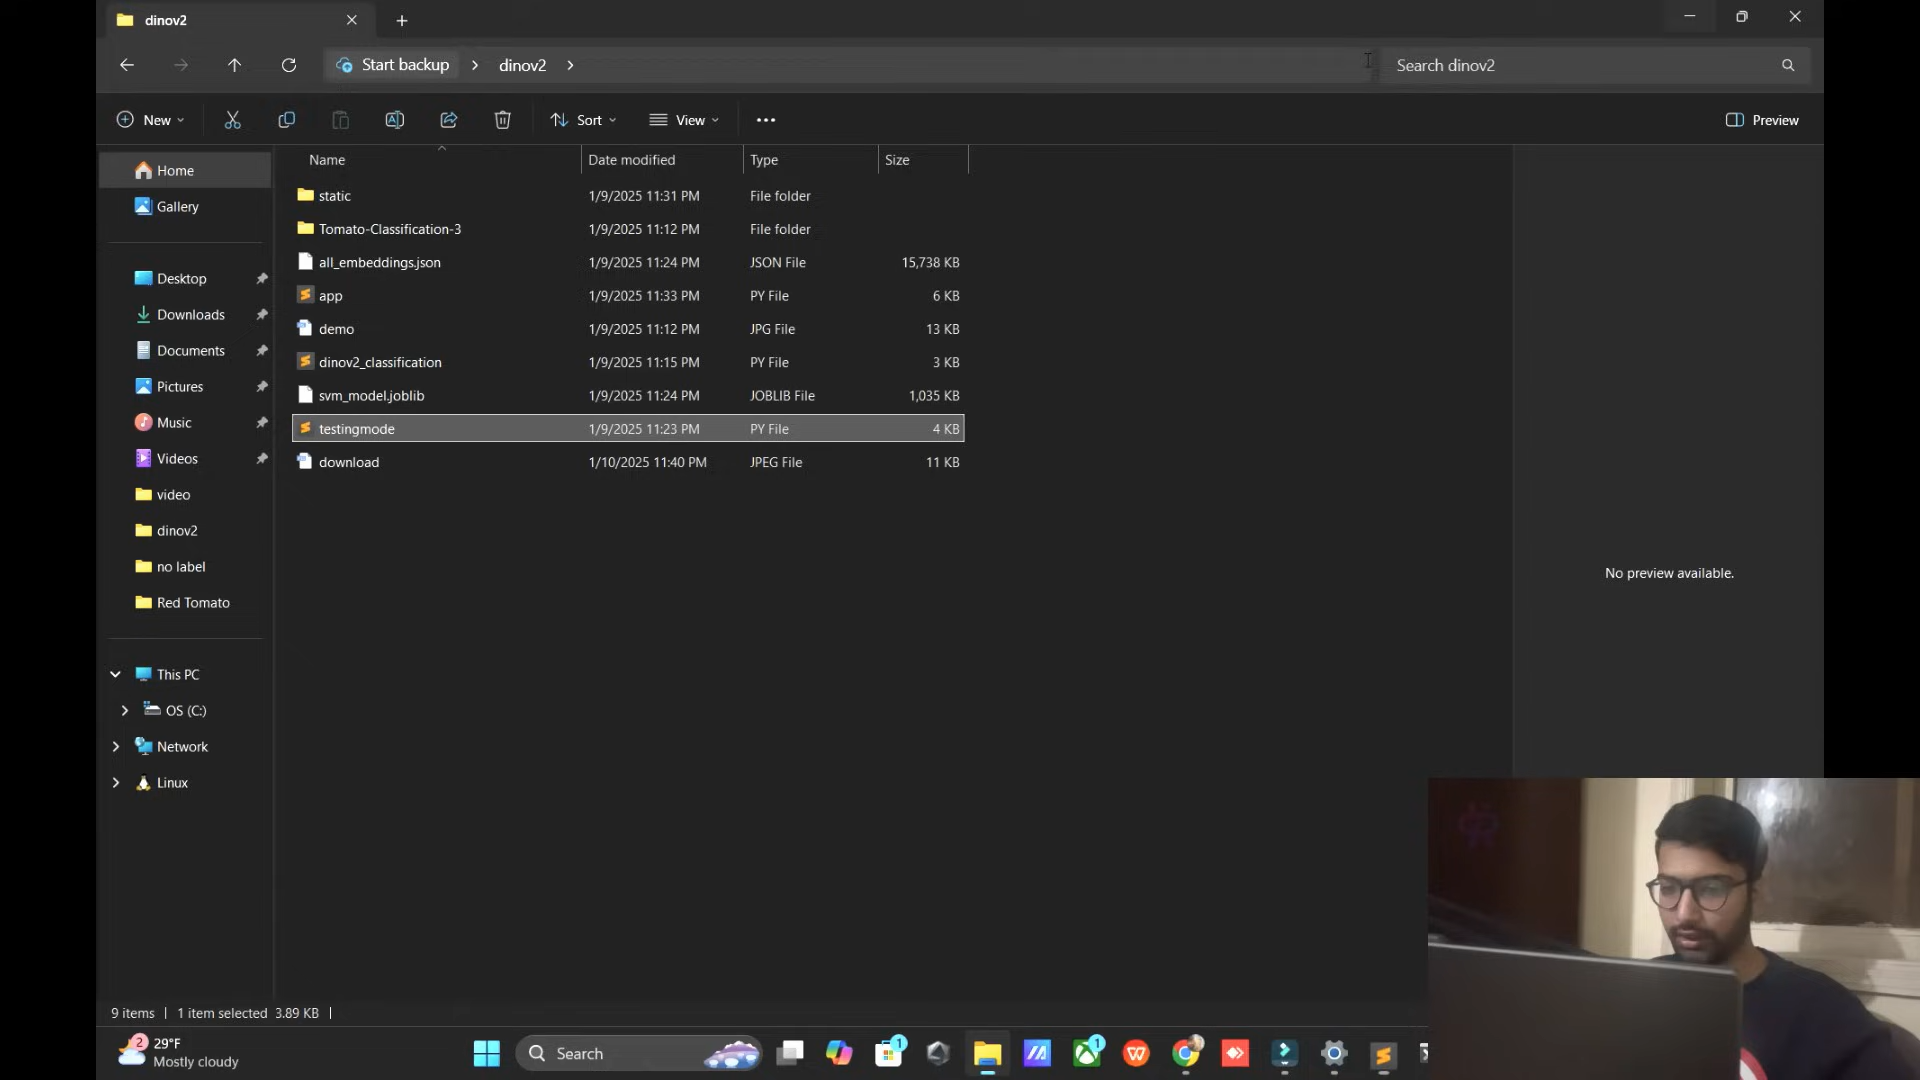 dinov2
Start backup
dinov2
Search dinov2
New
Sort
View
Preview
Name Date modified Type Size
static 1/9/2025 11:31 PM File folder
Tomato-Classification-3 1/9/2025 11:12 PM File folder
all_embeddings.json 1/9/2025 11:24 PM JSON File 15,738 KB
app 1/9/2025 11:33 PM PY File 6 KB
demo 1/9/2025 11:12 PM JPG File 13 KB
dinov2_classification 1/9/2025 11:15 PM PY File 3 KB
svm_model.joblib 1/9/2025 11:24 PM JOBLIB File 1,035 KB
testingmode 1/9/2025 11:23 PM PY File 4 KB
download 1/10/2025 11:40 PM JPEG File 11 KB
Home
Gallery
Desktop
Downloads
Documents
Pictures
Music
Videos
video
dinov2
no label
Red Tomato
This PC
OS (C:)
Network
Linux
No preview available.
9 items 1 item selected 3.89 KB
2
29°F
Mostly cloudy
Search
1
1